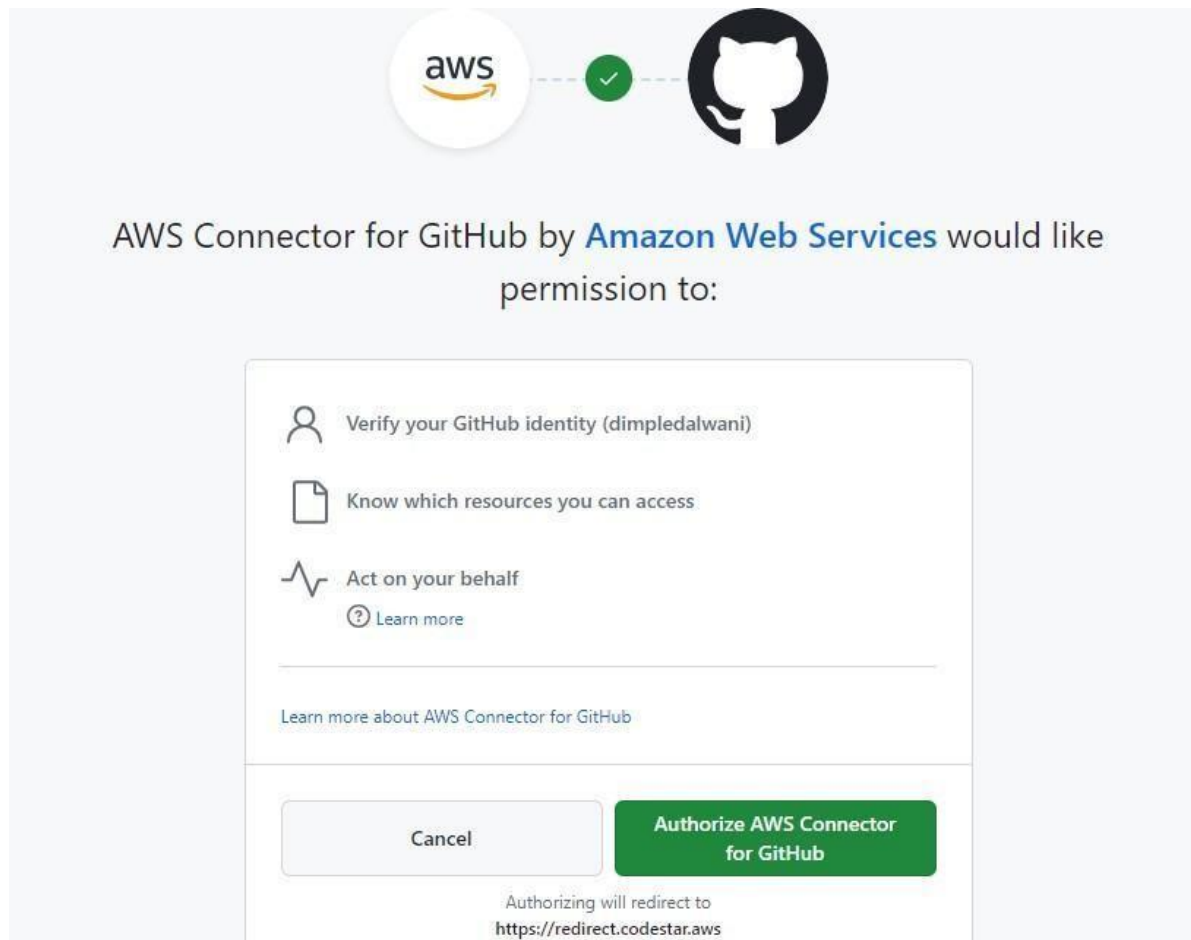 aws
AWS Connector for GitHub by Amazon Web Services would like
permission to:
Verify your GitHub identity (dimpledalwani)
Know which resources you can access
Act on your behalf
Learn more
Learn more about AWS Connector for GitHub
Cancel
Authorize AWS Connector
for GitHub
Authorizing will redirect to
https://redirect.codestar.aws